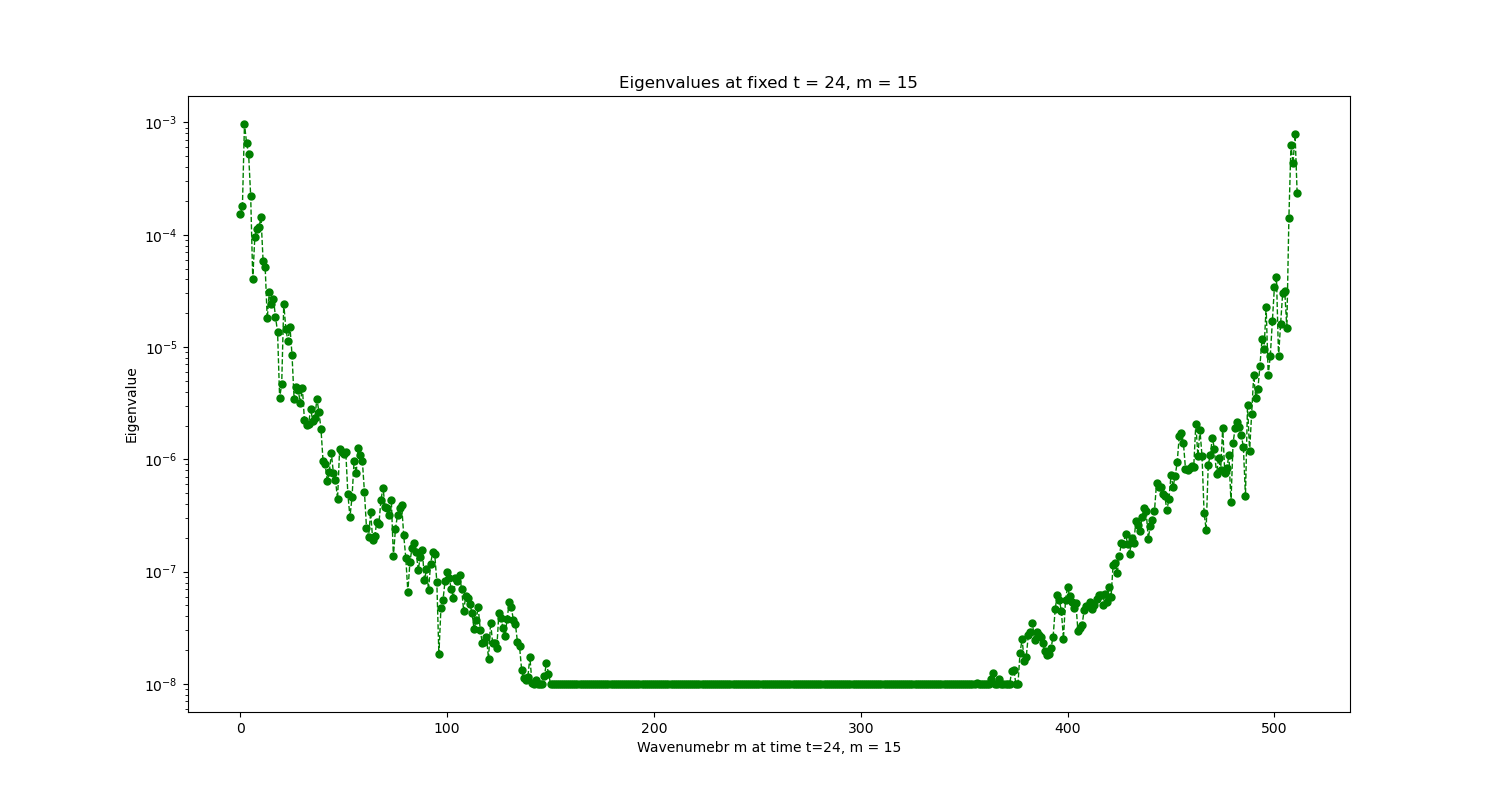 Eigenvalues at fixed t = 24, m = 15
10⁻³
10⁻⁴
10⁻⁵
10⁻⁶
10⁻⁷
10⁻⁸
Eigenvalue
0 100 200 300 400 500
Wavenumebr m at time t=24, m = 15